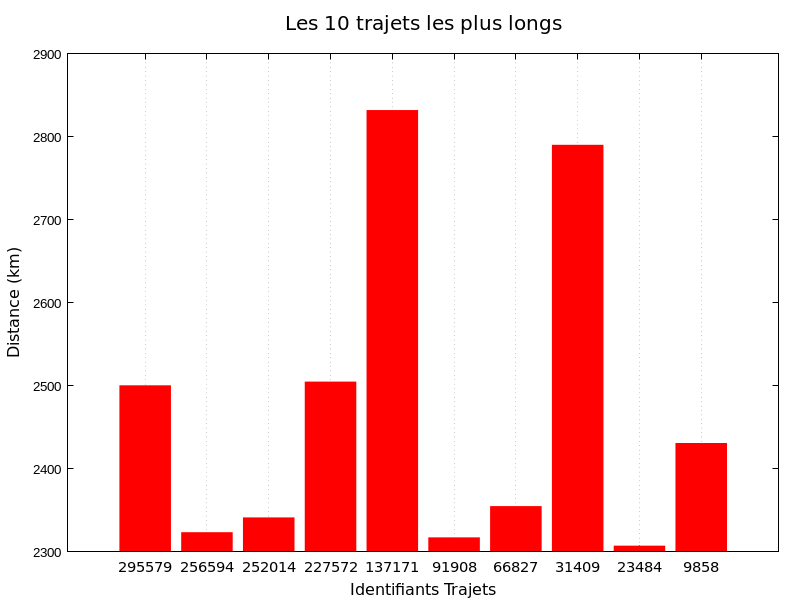 Les 10 trajets les plus longs
2900
2800
2700
2600
2500
2400
2300
Distance (km)
295579 256594 252014 227572 137171 91908 66827 31409 23484 9858
Identifiants Trajets